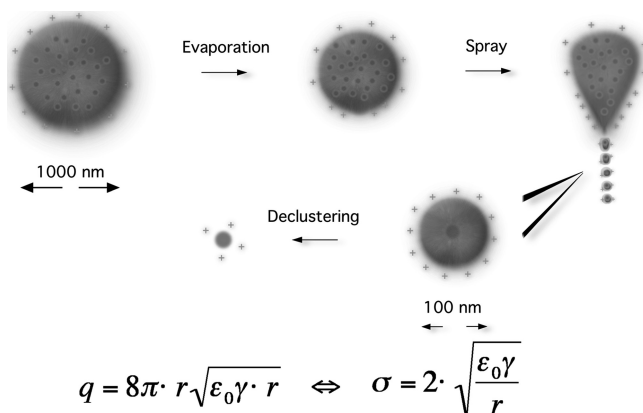 Evaporation
Spray
1000 nm
Declustering
100 nm
q = 8π· r√(ε₀γ· r) ⇔ σ = 2· √(ε₀γ/r)